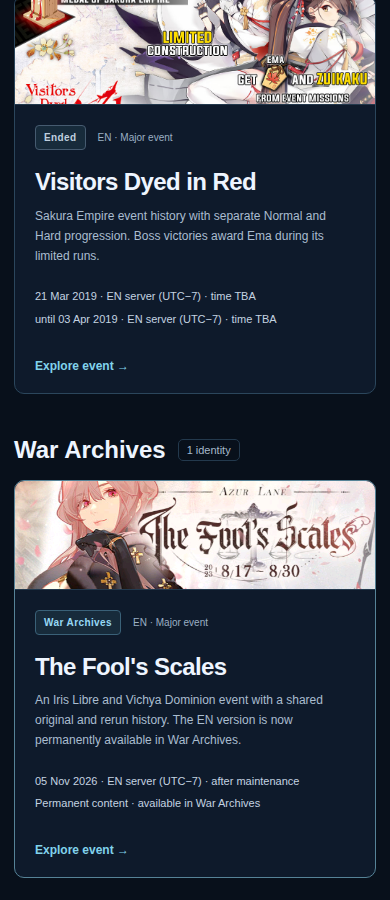 MEDAL OF SAKURA EMPIRE
LIMITED
CONSTRUCTION
EMA
GET AND ZUIKAKU
FROM EVENT MISSIONS
Visitors
Dyed
Ended
EN · Major event
Visitors Dyed in Red
Sakura Empire event history with separate Normal and
Hard progression. Boss victories award Ema during its
limited runs.
21 Mar 2019 · EN server (UTC−7) · time TBA
until 03 Apr 2019 · EN server (UTC−7) · time TBA
Explore event →
War Archives
1 identity
AZUR LANE
The Fool's Scales
2023 8/17 – 8/30
War Archives
EN · Major event
The Fool's Scales
An Iris Libre and Vichya Dominion event with a shared
original and rerun history. The EN version is now
permanently available in War Archives.
05 Nov 2026 · EN server (UTC−7) · after maintenance
Permanent content · available in War Archives
Explore event →